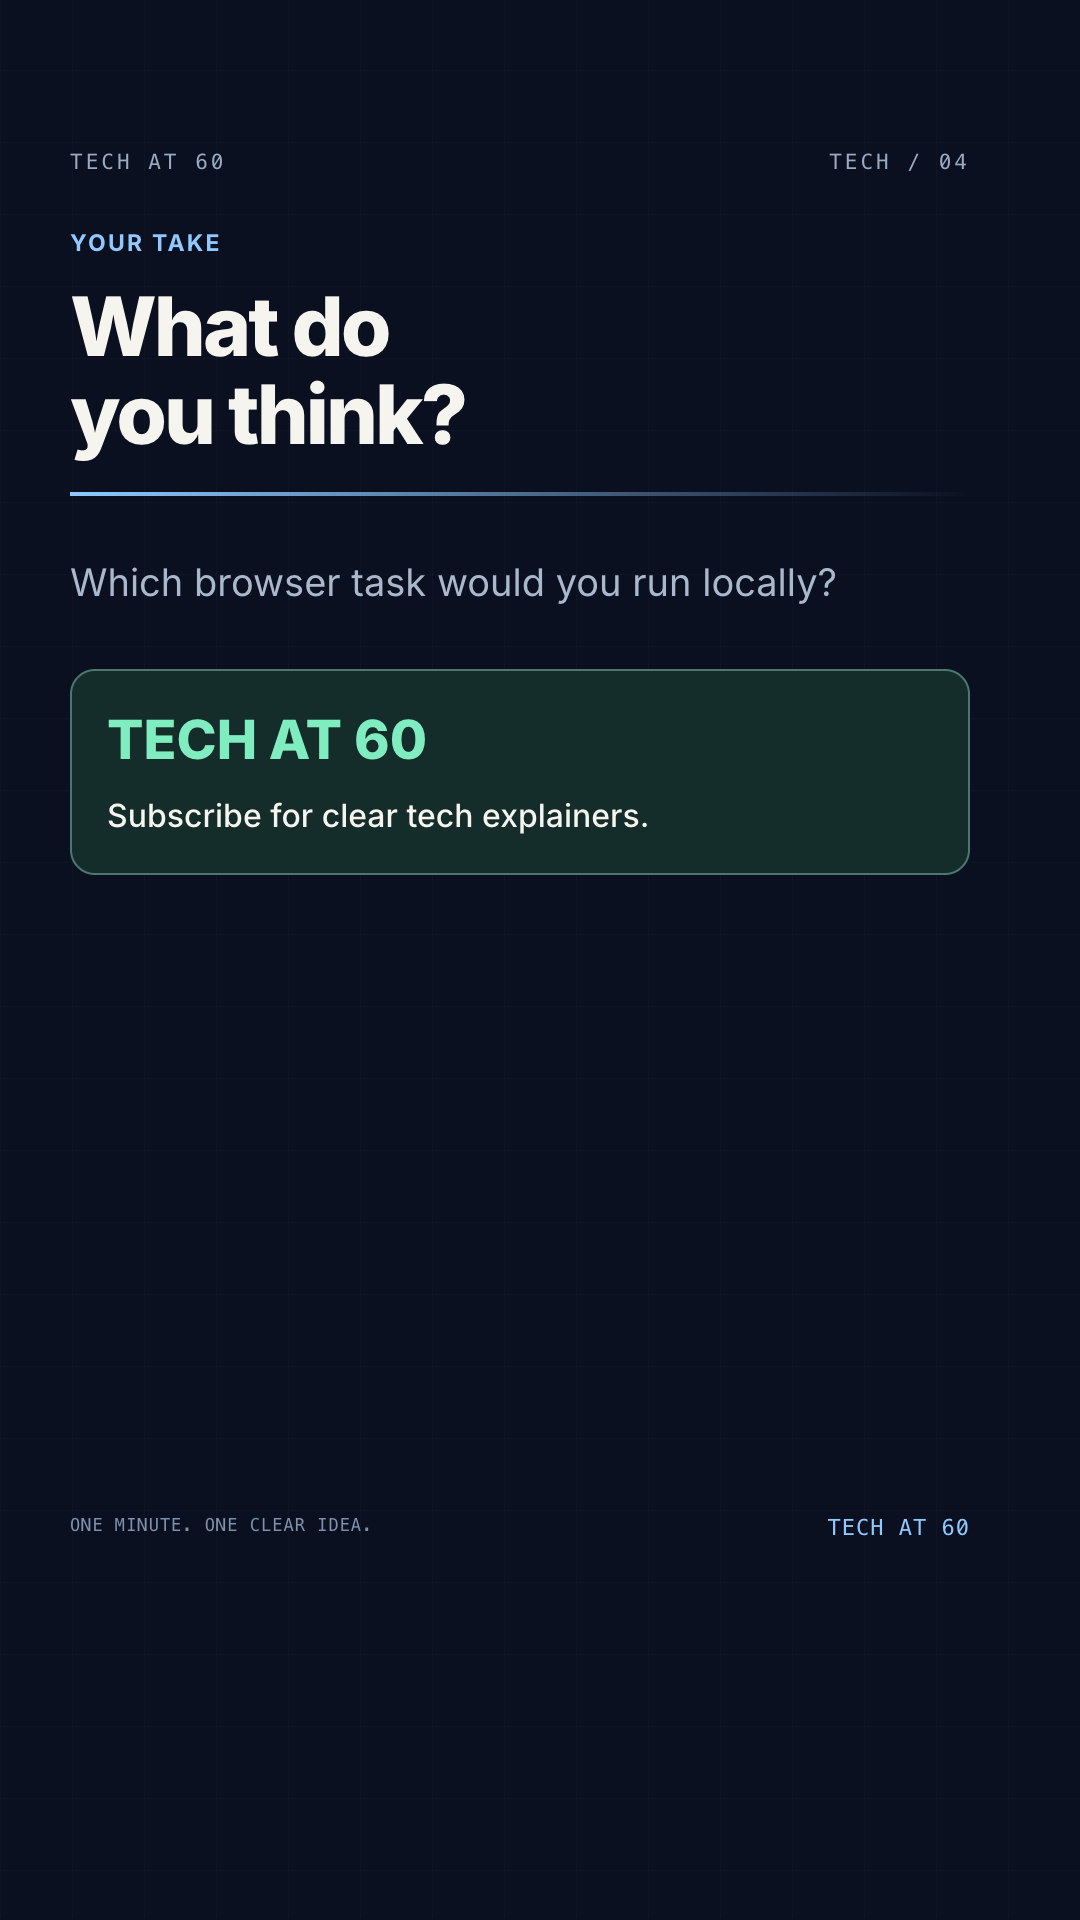 TECH AT 60
TECH / 04
YOUR TAKE
What do
you think?
Which browser task would you run locally?
TECH AT 60
Subscribe for clear tech explainers.
ONE MINUTE. ONE CLEAR IDEA.
TECH AT 60